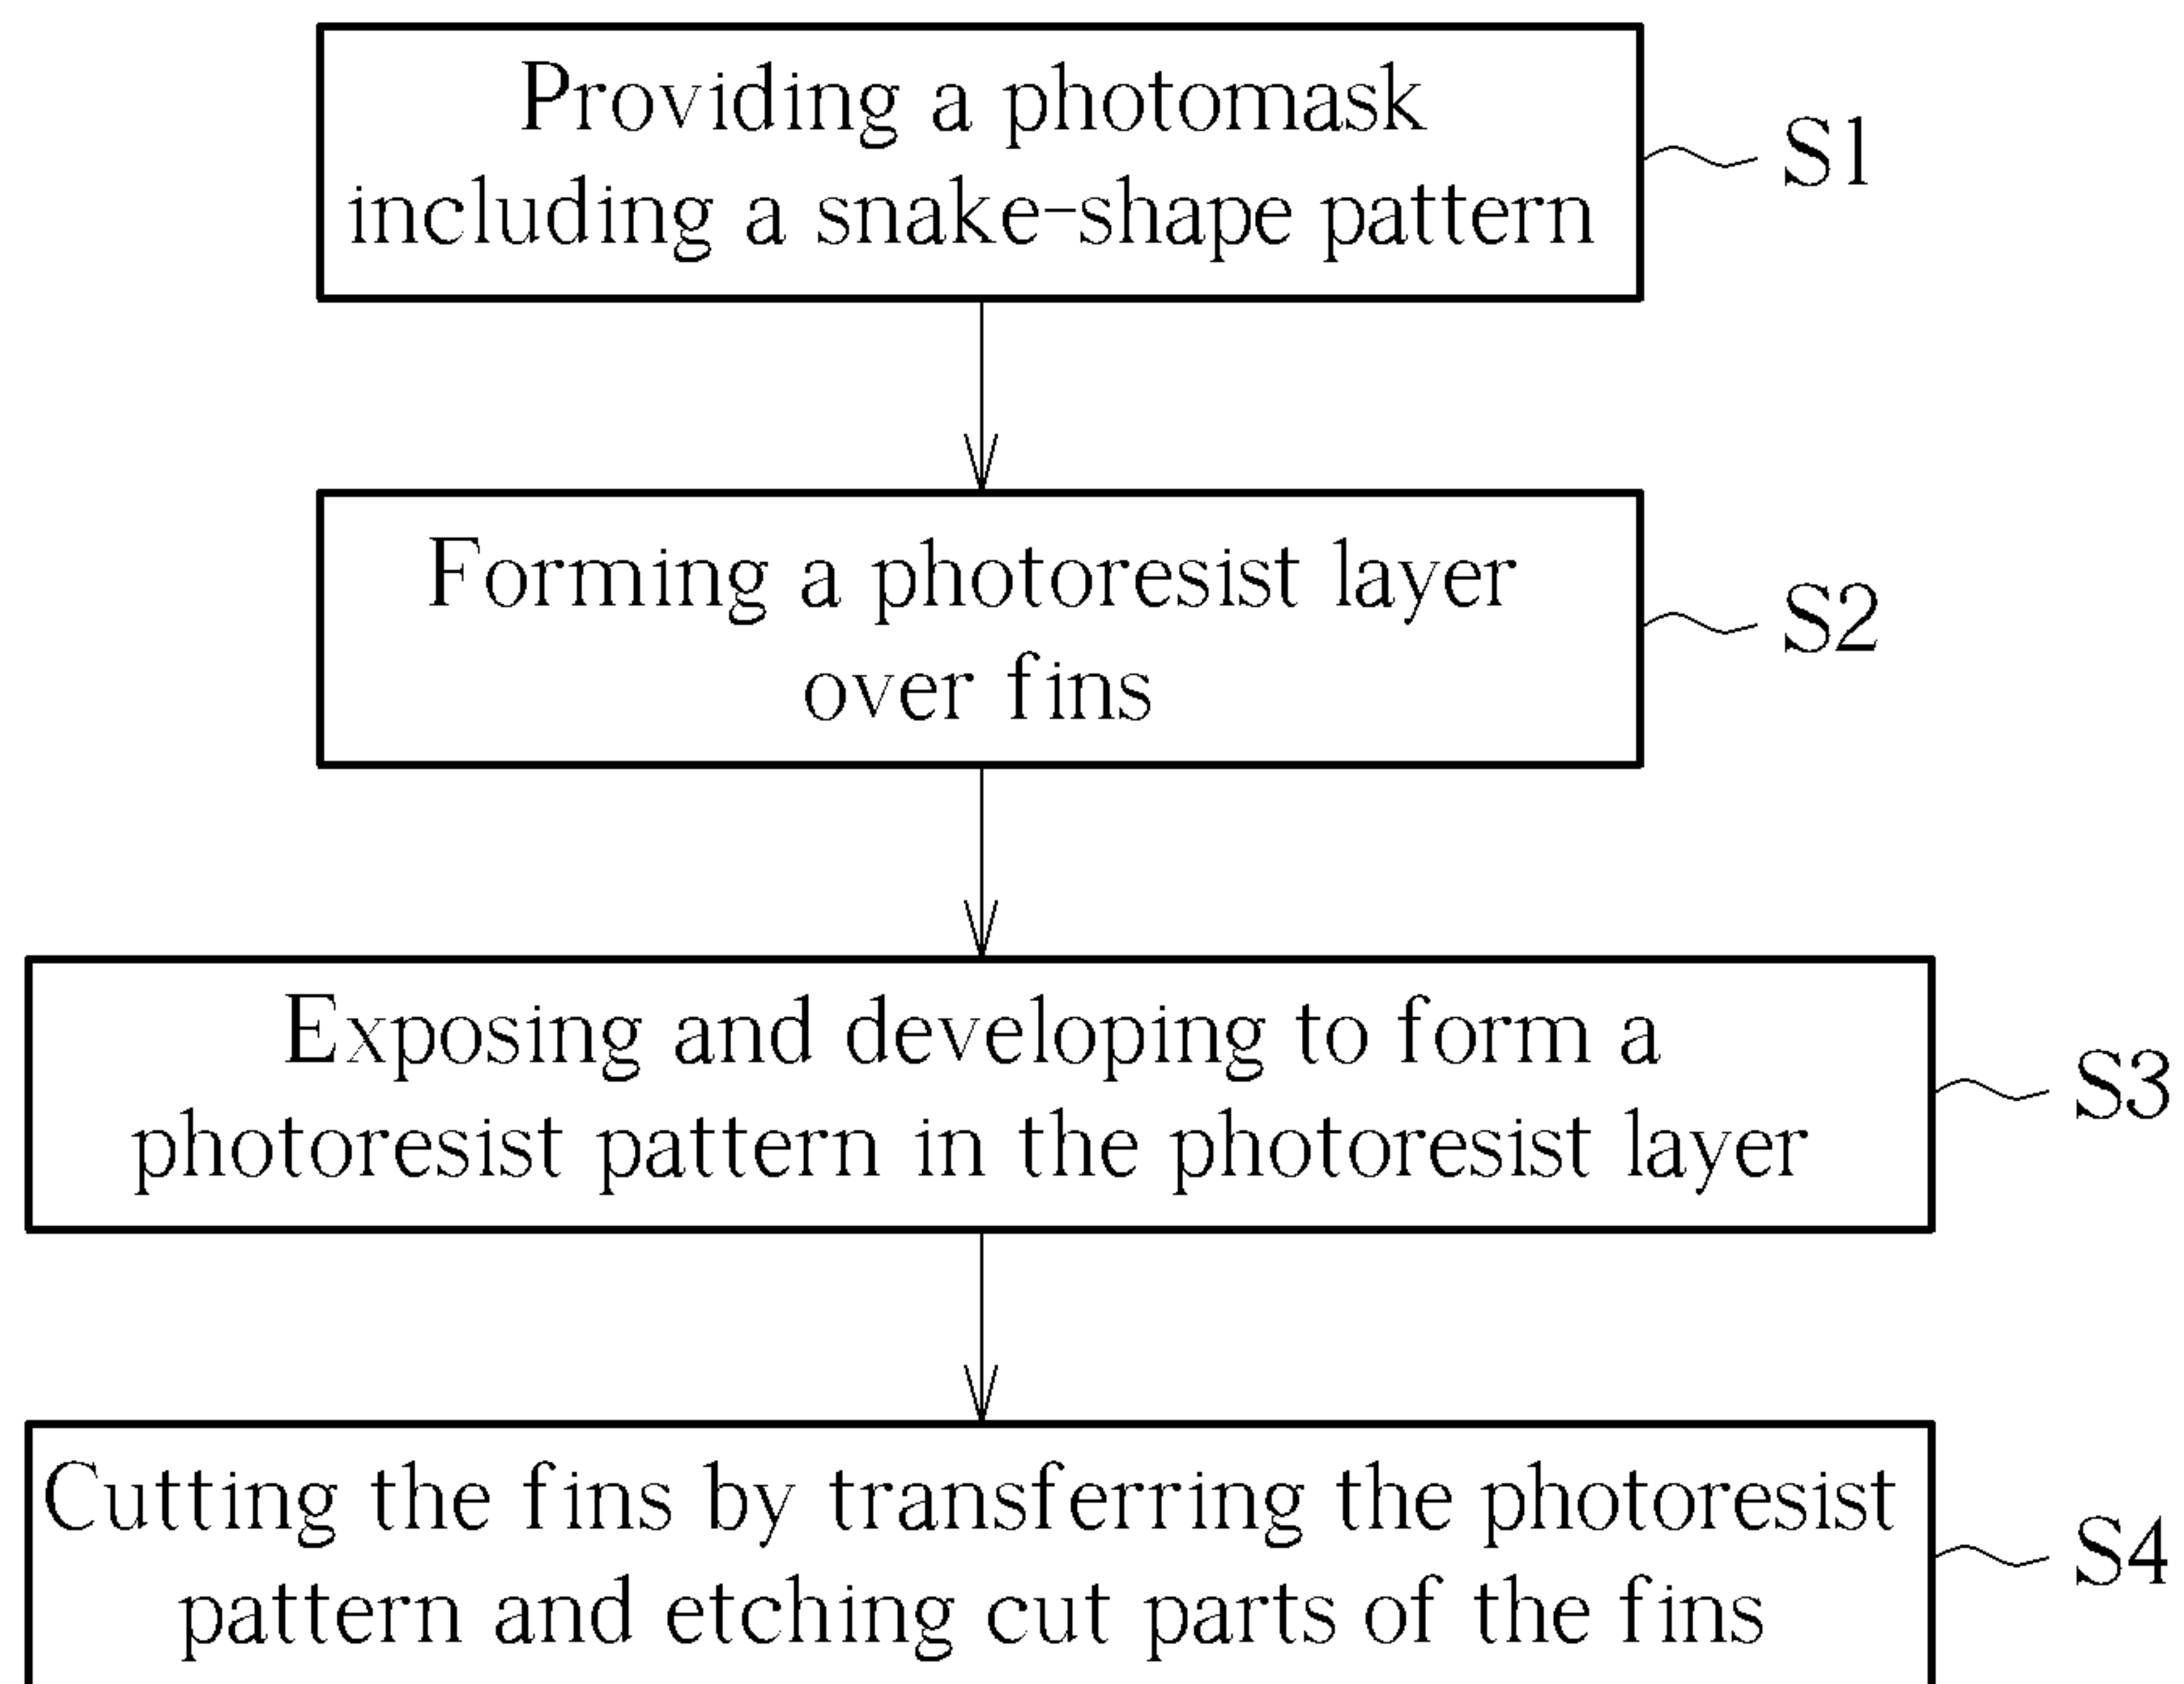 Providing a photomask
including a snake-shape pattern
S1
Forming a photoresist layer
over fins
S2
Exposing and developing to form a
photoresist pattern in the photoresist layer
S3
Cutting the fins by transferring the photoresist
pattern and etching cut parts of the fins
S4